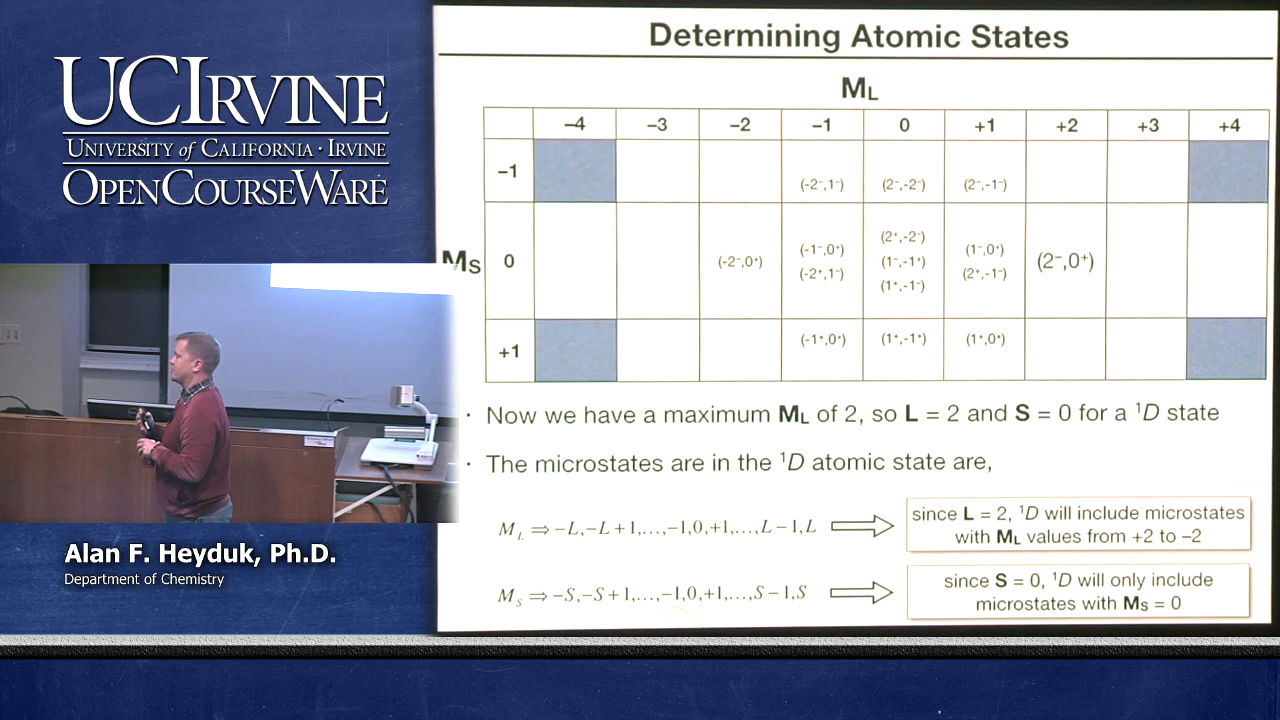 UCIRVINE
UNIVERSITY of CALIFORNIA · IRVINE
OPENCOURSEWARE
Alan F. Heyduk, Ph.D.
Department of Chemistry
Determining Atomic States
ML
–4 –3 –2 –1 0 +1 +2 +3 +4
–1 (-2⁻,1⁻) (2⁻,-2⁻) (2⁻,-1⁻)
Ms 0 (-2⁻,0⁺) (-1⁻,0⁺) (-2⁺,1⁻) (2⁺,-2⁻) (1⁻,-1⁺) (1⁺,-1⁻) (1⁻,0⁺) (2⁺,-1⁻) (2⁻,0⁺)
+1 (-1⁺,0⁺) (1⁺,-1⁺) (1⁺,0⁺)
· Now we have a maximum ML of 2, so L = 2 and S = 0 for a ¹D state
· The microstates are in the ¹D atomic state are,
M_L ⇒ –L,–L+1,…,–1,0,+1,…,L–1,L
since L = 2, ¹D will include microstates
with ML values from +2 to –2
M_S ⇒ –S,–S+1,…,–1,0,+1,…,S–1,S
since S = 0, ¹D will only include
microstates with Ms = 0